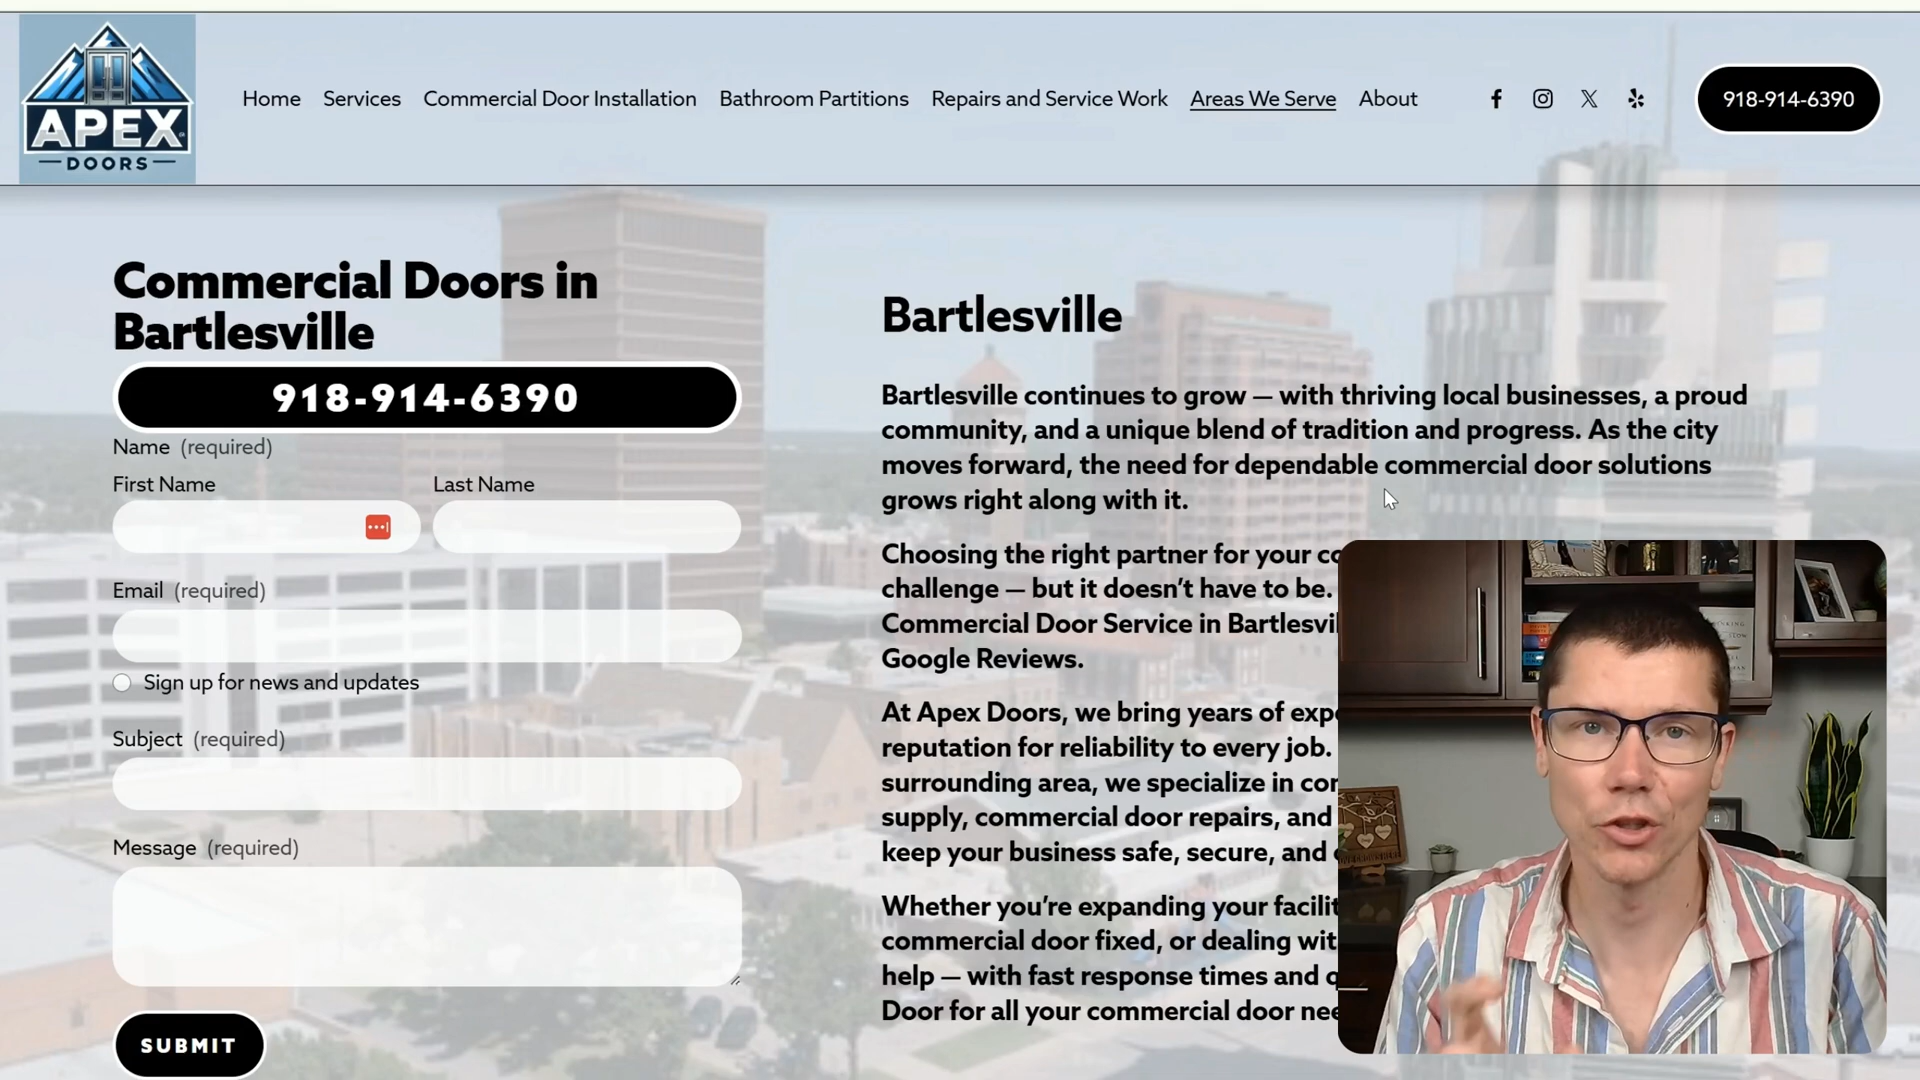 APEX
DOORS
Home
Services
Commercial Door Installation
Bathroom Partitions
Repairs and Service Work
Areas We Serve
About
918-914-6390
Commercial Doors in
Bartlesville
918-914-6390
Name (required)
First Name
Last Name
Email (required)
Sign up for news and updates
Subject (required)
Message (required)
SUBMIT
Bartlesville
Bartlesville continues to grow — with thriving local businesses, a proud
community, and a unique blend of tradition and progress. As the city
moves forward, the need for dependable commercial door solutions
grows right along with it.
Choosing the right partner for your
challenge — but it doesn’t have to be.
Commercial Door Service in
Google Reviews.
At Apex Doors, we bring years of
reputation for reliability to every job.
surrounding area, we specialize in
supply, commercial door repairs, and
keep your business safe, secure, and
Whether you’re expanding your
commercial door fixed, or dealing
help — with fast response times and
Door for all your commercial door